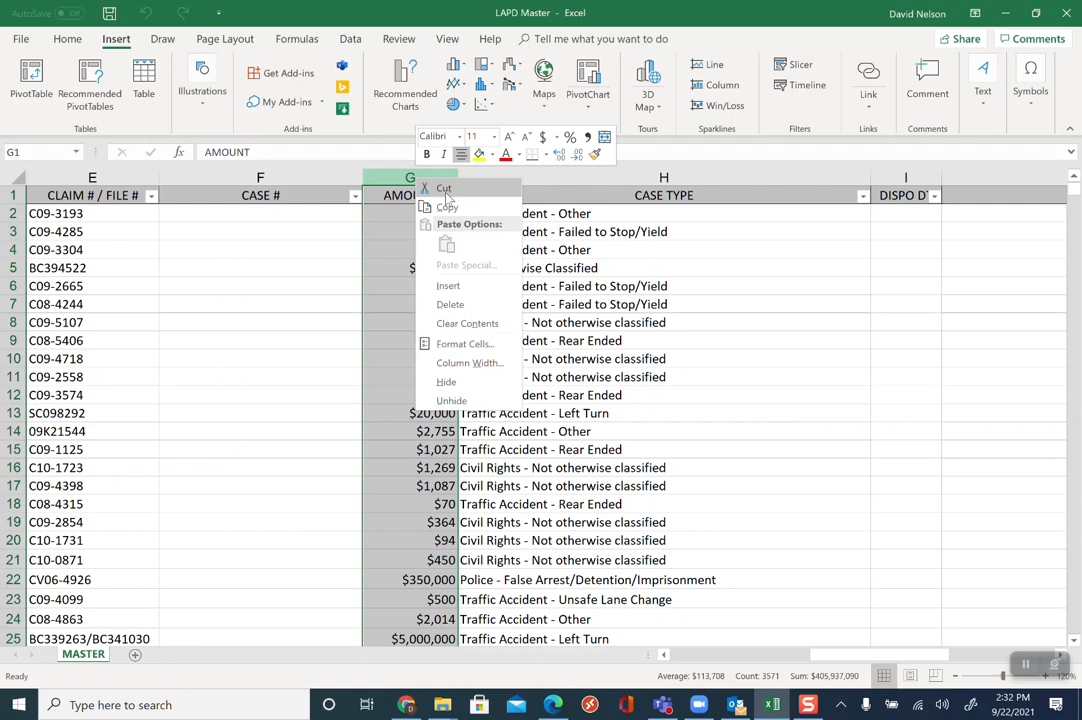 AutoSave Off
LAPD Master - Excel
David Nelson
File Home Insert Draw Page Layout Formulas Data Review View Help Tell me what you want to do
Share Comments
PivotTable Recommended PivotTables Table
Tables
Illustrations
Get Add-ins
My Add-ins
Add-ins
Recommended Charts
Maps PivotChart
3D Map
Tours
Line
Column
Win/Loss
Sparklines
Slicer
Timeline
Filters
Link
Links
Comment
Comments
Text
Symbols
Calibri 11 A^ A˅ $ % ,
B I A
G1 fx AMOUNT
E F G H I
1 CLAIM # / FILE # CASE # AMOU CASE TYPE DISPO DT
2 C09-3193 dent - Other
3 C09-4285 dent - Failed to Stop/Yield
4 C09-3304 dent - Other
5 BC394522 $ wise Classified
6 C09-2665 dent - Failed to Stop/Yield
7 C08-4244 dent - Failed to Stop/Yield
8 C09-5107 - Not otherwise classified
9 C08-5406 dent - Rear Ended
10 C09-4718 - Not otherwise classified
11 C09-2558 - Not otherwise classified
12 C09-3574 dent - Rear Ended
13 SC098292 $20,000 Traffic Accident - Left Turn
14 09K21544 $2,755 Traffic Accident - Other
15 C09-1125 $1,027 Traffic Accident - Rear Ended
16 C10-1723 $1,269 Civil Rights - Not otherwise classified
17 C09-4398 $1,087 Civil Rights - Not otherwise classified
18 C08-4315 $70 Traffic Accident - Rear Ended
19 C09-2854 $364 Civil Rights - Not otherwise classified
20 C10-1731 $94 Civil Rights - Not otherwise classified
21 C10-0871 $450 Civil Rights - Not otherwise classified
22 CV06-4926 $350,000 Police - False Arrest/Detention/Imprisonment
23 C09-4099 $500 Traffic Accident - Unsafe Lane Change
24 C08-4863 $2,014 Traffic Accident - Other
25 BC339263/BC341030 $5,000,000 Traffic Accident - Left Turn
Cut
Copy
Paste Options:
Paste Special...
Insert
Delete
Clear Contents
Format Cells...
Column Width...
Hide
Unhide
MASTER
Ready
Average: $113,708 Count: 3571 Sum: $405,937,090
120%
Type here to search
2:32 PM
9/22/2021